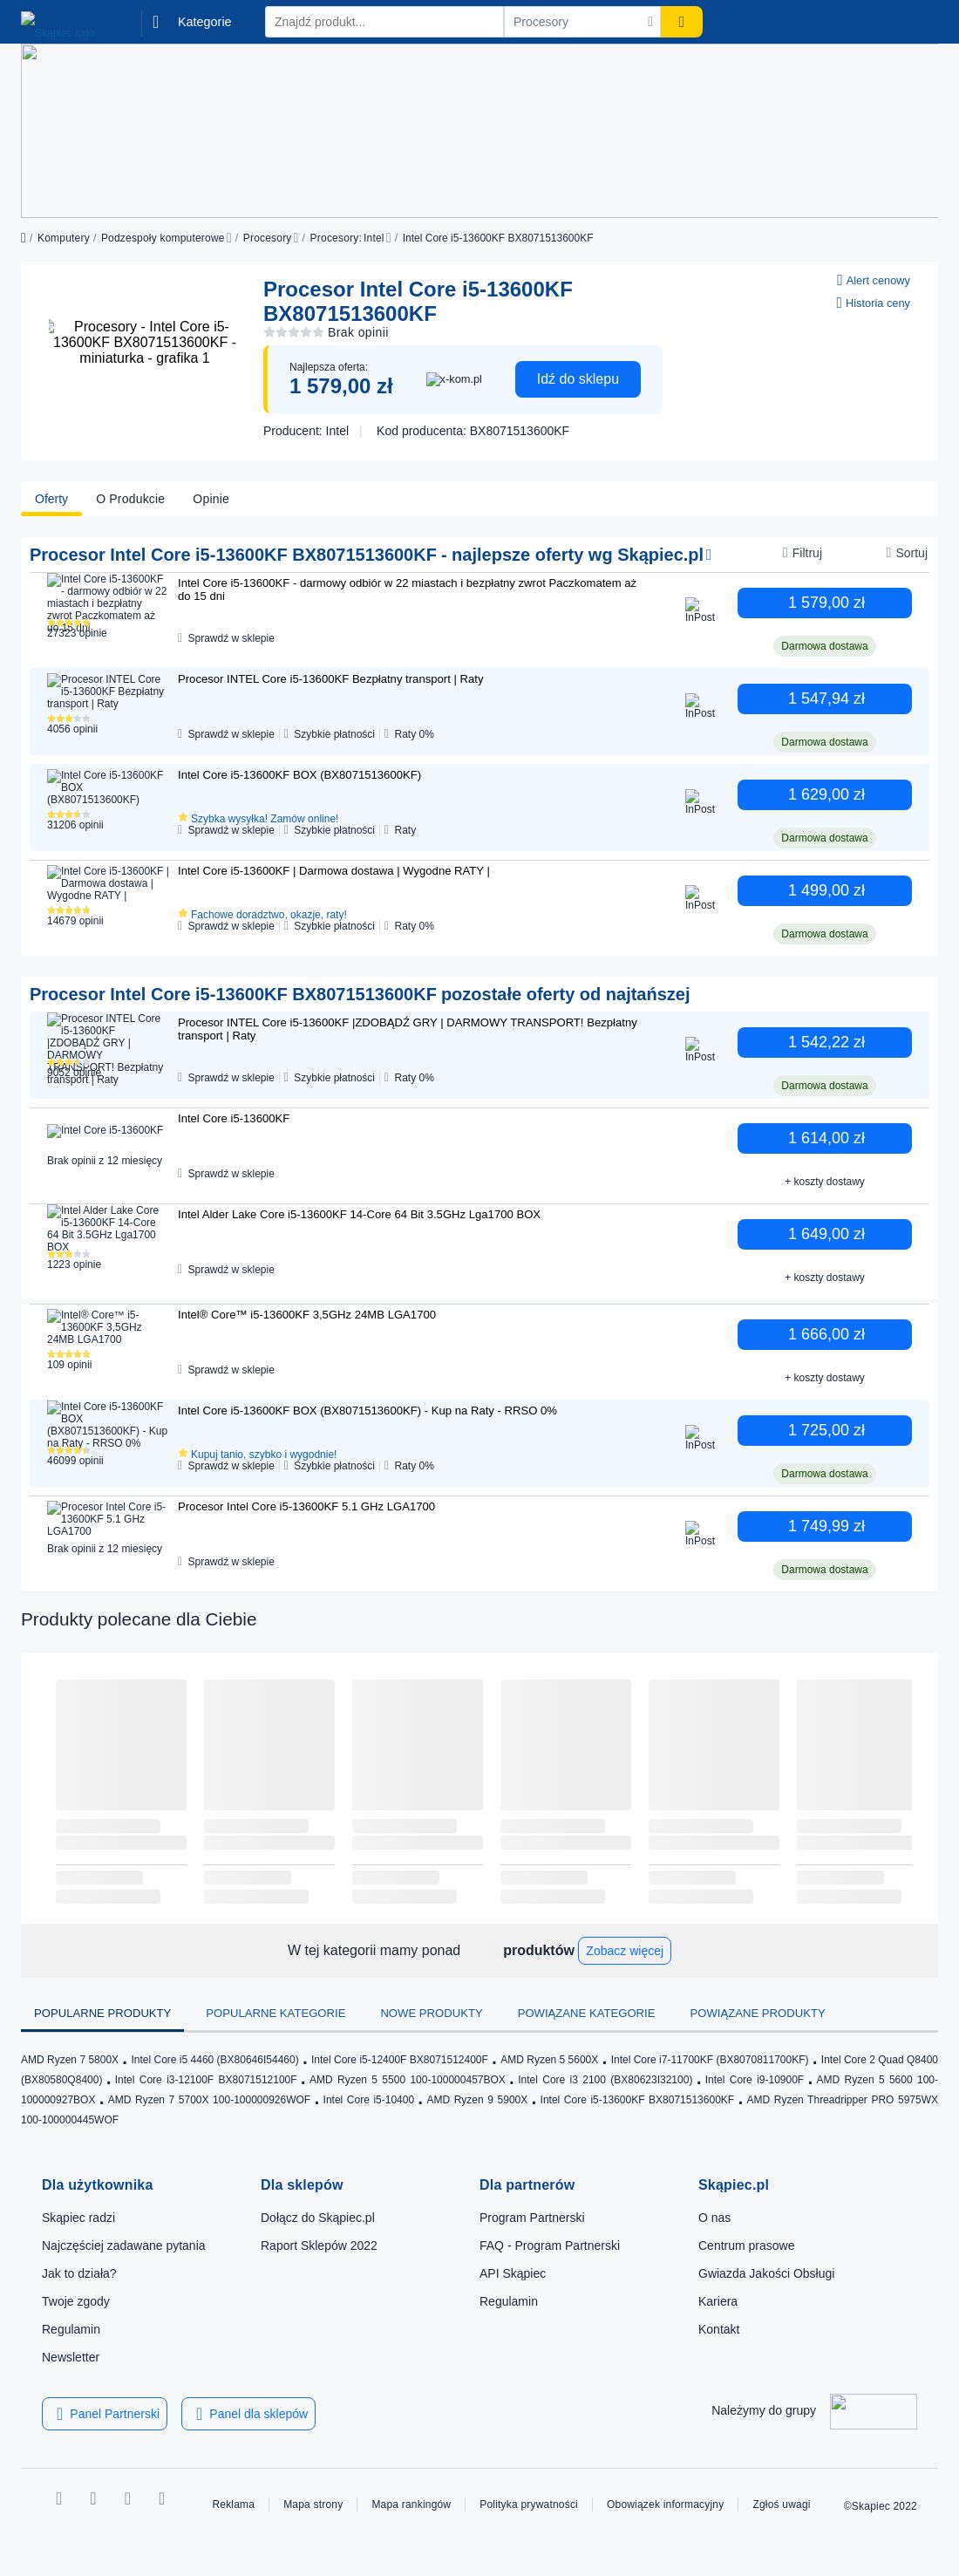 Skąpiec logo
Kategorie
Znajdź produkt...
Procesory
/ Komputery / Podzespoły komputerowe / Procesory / Procesory: Intel / Intel Core i5-13600KF BX8071513600KF
Procesory - Intel Core i5-13600KF BX8071513600KF - miniaturka - grafika 1
Procesor Intel Core i5-13600KF
BX8071513600KF
Brak opinii
Alert cenowy
Historia ceny
Najlepsza oferta:
1 579,00 zł
x-kom.pl
Idź do sklepu
Producent: Intel
Kod producenta: BX8071513600KF
Oferty
O Produkcie
Opinie
Procesor Intel Core i5-13600KF BX8071513600KF - najlepsze oferty wg Skąpiec.pl
Filtruj
Sortuj
Intel Core i5-13600KF - darmowy odbiór w 22 miastach i bezpłatny zwrot Paczkomatem aż do 15 dni
27323 opinie
Intel Core i5-13600KF - darmowy odbiór w 22 miastach i bezpłatny zwrot Paczkomatem aż
do 15 dni
Sprawdź w sklepie
InPost
1 579,00 zł
Darmowa dostawa
Procesor INTEL Core i5-13600KF Bezpłatny transport | Raty
4056 opinii
Procesor INTEL Core i5-13600KF Bezpłatny transport | Raty
Sprawdź w sklepie
Szybkie płatności
Raty 0%
InPost
1 547,94 zł
Darmowa dostawa
Intel Core i5-13600KF BOX (BX8071513600KF)
31206 opinii
Intel Core i5-13600KF BOX (BX8071513600KF)
Szybka wysyłka! Zamów online!
Sprawdź w sklepie
Szybkie płatności
Raty
InPost
1 629,00 zł
Darmowa dostawa
Intel Core i5-13600KF | Darmowa dostawa | Wygodne RATY |
14679 opinii
Intel Core i5-13600KF | Darmowa dostawa | Wygodne RATY |
Fachowe doradztwo, okazje, raty!
Sprawdź w sklepie
Szybkie płatności
Raty 0%
InPost
1 499,00 zł
Darmowa dostawa
Procesor Intel Core i5-13600KF BX8071513600KF pozostałe oferty od najtańszej
Procesor INTEL Core i5-13600KF |ZDOBĄDŹ GRY | DARMOWY TRANSPORT! Bezpłatny transport | Raty
9052 opinie
Procesor INTEL Core i5-13600KF |ZDOBĄDŹ GRY | DARMOWY TRANSPORT! Bezpłatny
transport | Raty
Sprawdź w sklepie
Szybkie płatności
Raty 0%
InPost
1 542,22 zł
Darmowa dostawa
Intel Core i5-13600KF
Brak opinii z 12 miesięcy
Intel Core i5-13600KF
Sprawdź w sklepie
1 614,00 zł
+ koszty dostawy
Intel Alder Lake Core i5-13600KF 14-Core 64 Bit 3.5GHz Lga1700 BOX
1223 opinie
Intel Alder Lake Core i5-13600KF 14-Core 64 Bit 3.5GHz Lga1700 BOX
Sprawdź w sklepie
1 649,00 zł
+ koszty dostawy
Intel® Core™ i5-13600KF 3,5GHz 24MB LGA1700
109 opinii
Intel® Core™ i5-13600KF 3,5GHz 24MB LGA1700
Sprawdź w sklepie
1 666,00 zł
+ koszty dostawy
Intel Core i5-13600KF BOX (BX8071513600KF) - Kup na Raty - RRSO 0%
46099 opinii
Intel Core i5-13600KF BOX (BX8071513600KF) - Kup na Raty - RRSO 0%
Kupuj tanio, szybko i wygodnie!
Sprawdź w sklepie
Szybkie płatności
Raty 0%
InPost
1 725,00 zł
Darmowa dostawa
Procesor Intel Core i5-13600KF 5.1 GHz LGA1700
Brak opinii z 12 miesięcy
Procesor Intel Core i5-13600KF 5.1 GHz LGA1700
Sprawdź w sklepie
InPost
1 749,99 zł
Darmowa dostawa
Produkty polecane dla Ciebie
W tej kategorii mamy ponad produktów
Zobacz więcej
POPULARNE PRODUKTY
POPULARNE KATEGORIE
NOWE PRODUKTY
POWIĄZANE KATEGORIE
POWIĄZANE PRODUKTY
AMD Ryzen 7 5800X • Intel Core i5 4460 (BX80646I54460) • Intel Core i5-12400F BX8071512400F • AMD Ryzen 5 5600X • Intel Core i7-11700KF (BX8070811700KF) • Intel Core 2 Quad Q8400
(BX80580Q8400) • Intel Core i3-12100F BX8071512100F • AMD Ryzen 5 5500 100-100000457BOX • Intel Core i3 2100 (BX80623I32100) • Intel Core i9-10900F • AMD Ryzen 5 5600 100-
100000927BOX • AMD Ryzen 7 5700X 100-100000926WOF • Intel Core i5-10400 • AMD Ryzen 9 5900X • Intel Core i5-13600KF BX8071513600KF • AMD Ryzen Threadripper PRO 5975WX
100-100000445WOF
Dla użytkownika
Skąpiec radzi
Najczęściej zadawane pytania
Jak to działa?
Twoje zgody
Regulamin
Newsletter
Dla sklepów
Dołącz do Skąpiec.pl
Raport Sklepów 2022
Dla partnerów
Program Partnerski
FAQ - Program Partnerski
API Skąpiec
Regulamin
Skąpiec.pl
O nas
Centrum prasowe
Gwiazda Jakości Obsługi
Kariera
Kontakt
Panel Partnerski
Panel dla sklepów
Należymy do grupy
Reklama
Mapa strony
Mapa rankingów
Polityka prywatności
Obowiązek informacyjny
Zgłoś uwagi
©Skapiec 2022